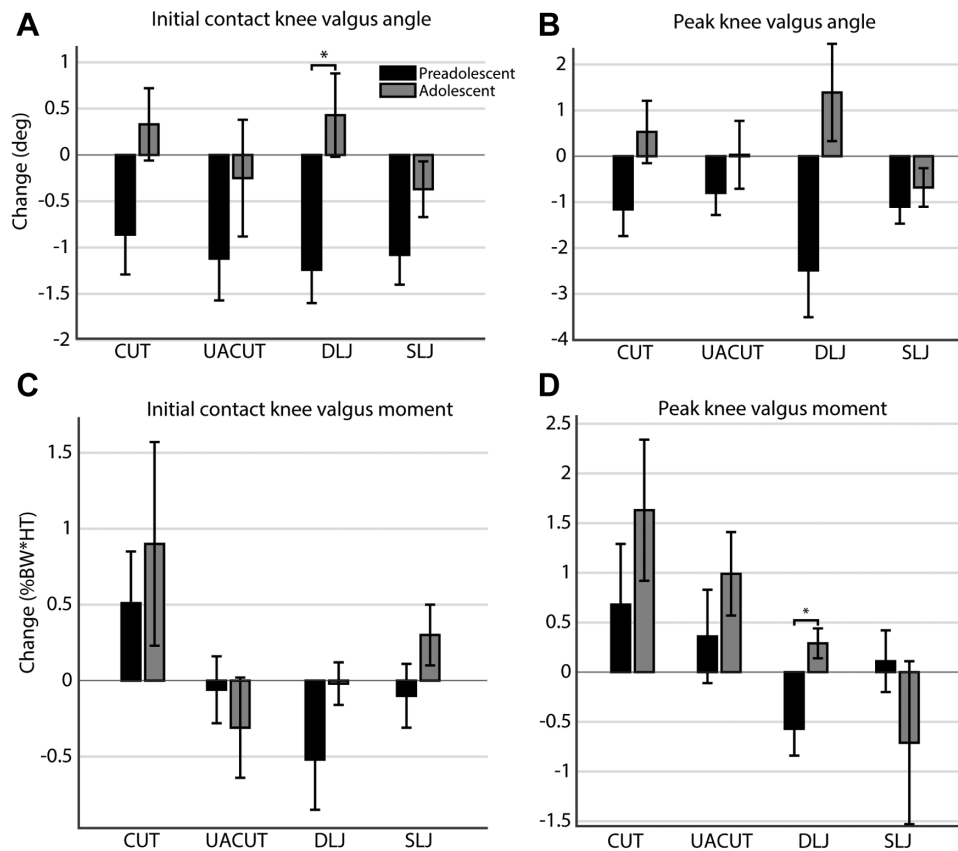 A
Initial contact knee valgus angle
1
0.5
0
-0.5
-1
-1.5
-2
Change (deg)
*
Preadolescent
Adolescent
CUT UACUT DLJ SLJ
B
Peak knee valgus angle
2
1
0
-1
-2
-3
-4
CUT UACUT DLJ SLJ
C
Initial contact knee valgus moment
1.5
1
0.5
0
-0.5
Change (%BW*HT)
CUT UACUT DLJ SLJ
D
Peak knee valgus moment
2.5
2
1.5
1
0.5
0
-0.5
-1
-1.5
*
CUT UACUT DLJ SLJ